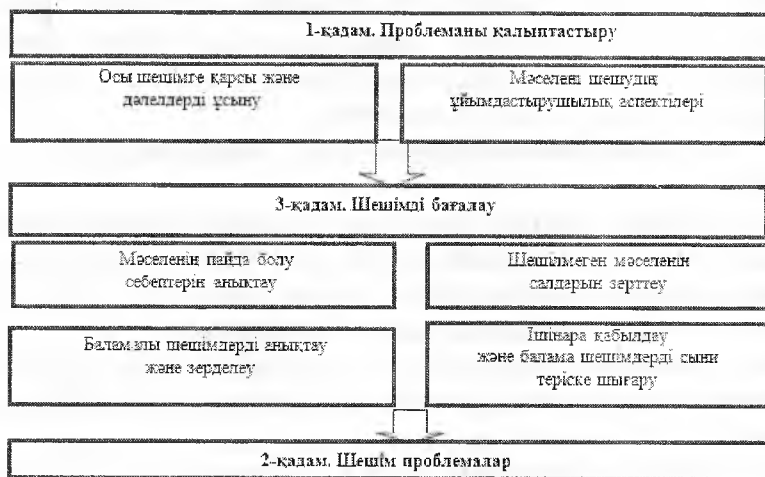 1-қадам. Проблеманы қалыптастыру
Осы шешімге қарсы және
дәлелдерді ұсыну
Мәселені шешудің
ұйымдастырушылық аспектілері
3-қадам. Шешімді бағалау
Мәселенің пайда болу
себептерін анықтау
Шешілмеген мәселенің
салдарын зерттеу
Баламалы шешімдерді анықтау
және зерделеу
Ішінара қабылдау
және балама шешімдерді сыни
теріске шығару
2-қадам. Шешім проблемалар